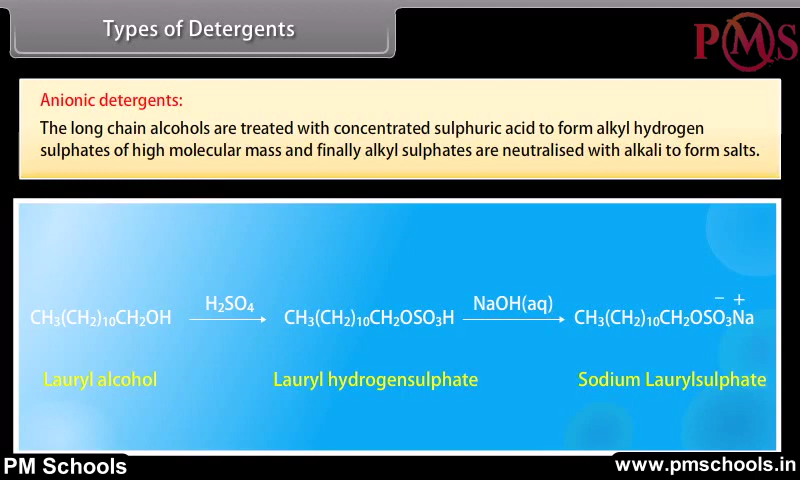 Types of Detergents
PMS
Anionic detergents:
The long chain alcohols are treated with concentrated sulphuric acid to form alkyl hydrogen
sulphates of high molecular mass and finally alkyl sulphates are neutralised with alkali to form salts.
H₂SO₄ NaOH(aq) − +
CH₃(CH₂)₁₀CH₂OH CH₃(CH₂)₁₀CH₂OSO₃H CH₃(CH₂)₁₀CH₂OSO₃Na
Lauryl alcohol Lauryl hydrogensulphate Sodium Laurylsulphate
PM Schools www.pmschools.in